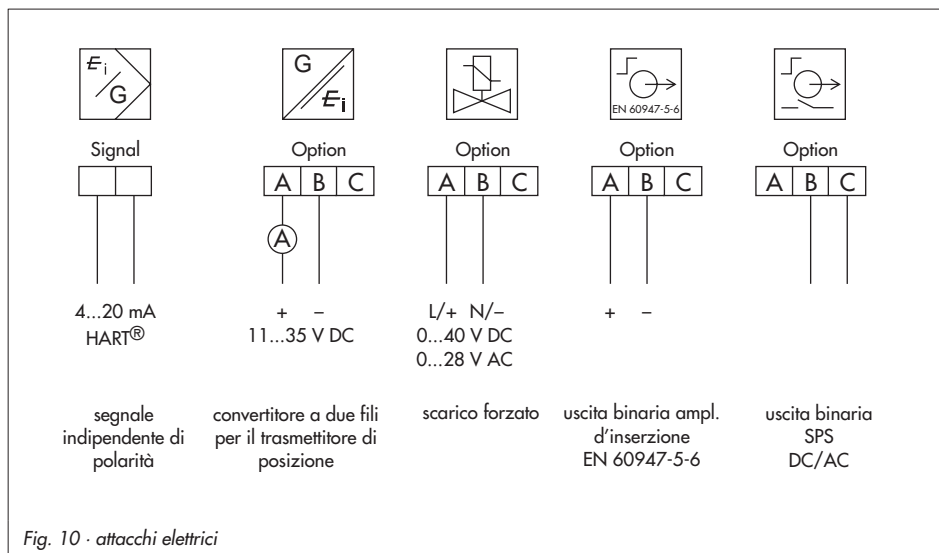 E i
G
G
E i
EN 60947-5-6
Signal
Option
Option
Option
Option
A B C
A B C
A B C
A B C
A
4...20 mA
HART®
+ –
11...35 V DC
L/+ N/–
0...40 V DC
0...28 V AC
+ –
segnale
indipendente di
polarità
convertitore a due fili
per il trasmettitore di
posizione
scarico forzato
uscita binaria ampl.
d'inserzione
EN 60947-5-6
uscita binaria
SPS
DC/AC
Fig. 10 · attacchi elettrici